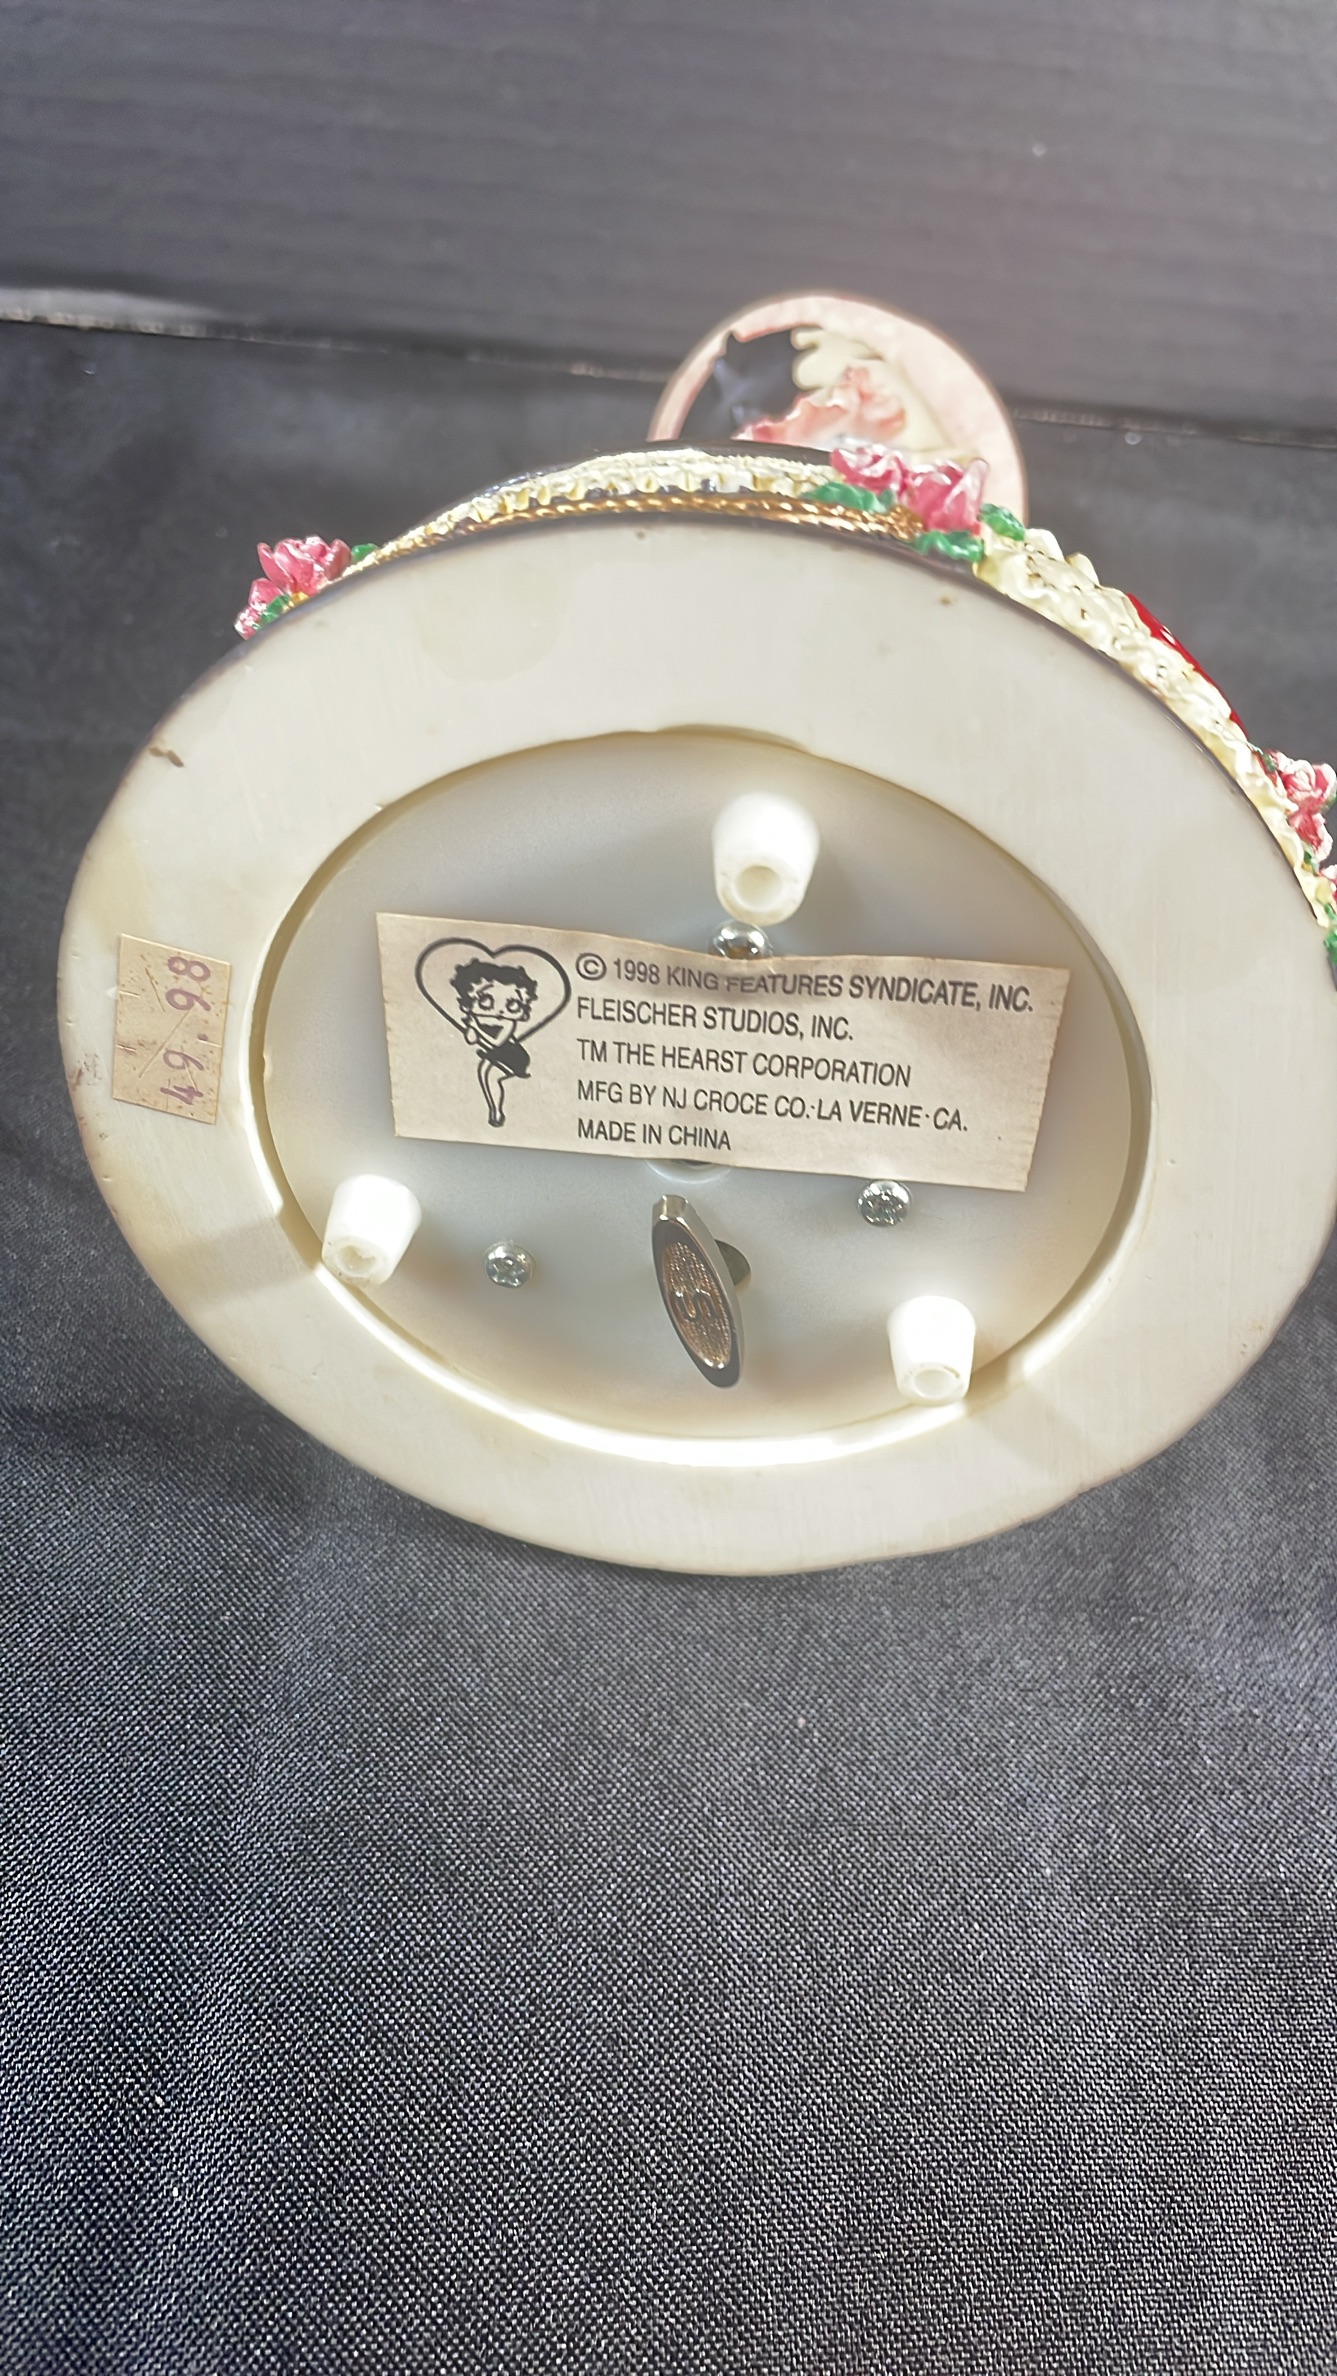 © 1998 KING FEATURES SYNDICATE, INC.
FLEISCHER STUDIOS, INC.
TM THE HEARST CORPORATION
MFG BY NJ CROCE CO.·LA VERNE·CA.
MADE IN CHINA
49.98